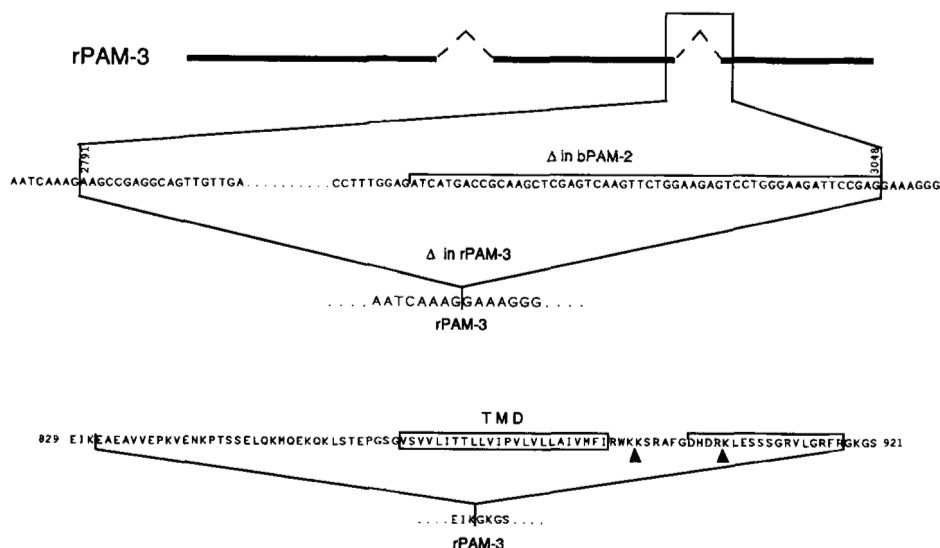 rPAM-3
2791
3048
Δ in bPAM-2
AATCAAAGAAGCCGAGGCAGTTGTTGA..........CCTTTGGAGATCATGACCGCAAGCTCGAGTCAAGTTCTGGAAGAGTCCTGGGAAGATTCCGAGGAAAGGG
Δ in rPAM-3
....AATCAAAGGAAAGGG....
rPAM-3
TMD
829 EIKEAEAVVEPKVENKPTSSELQKMQEKQKLSTEPGSGVSVVLITTLLVIPVLVLLAIVMFIRWKKSRAFGDHDRKLESSSGRVLGRFRGKGS 921
....EIKGKGS....
rPAM-3